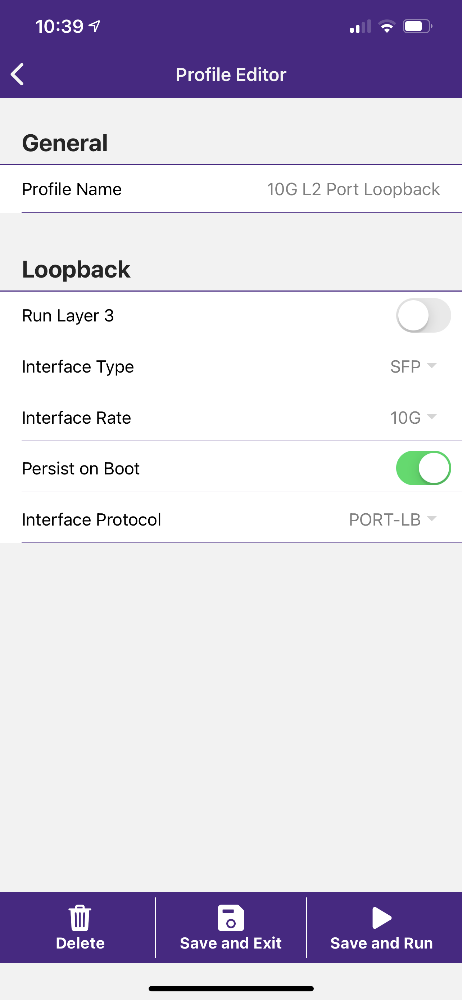 10:39
Profile Editor
General
Profile Name 10G L2 Port Loopback
Loopback
Run Layer 3
Interface Type SFP
Interface Rate 10G
Persist on Boot
Interface Protocol PORT-LB
Delete Save and Exit Save and Run